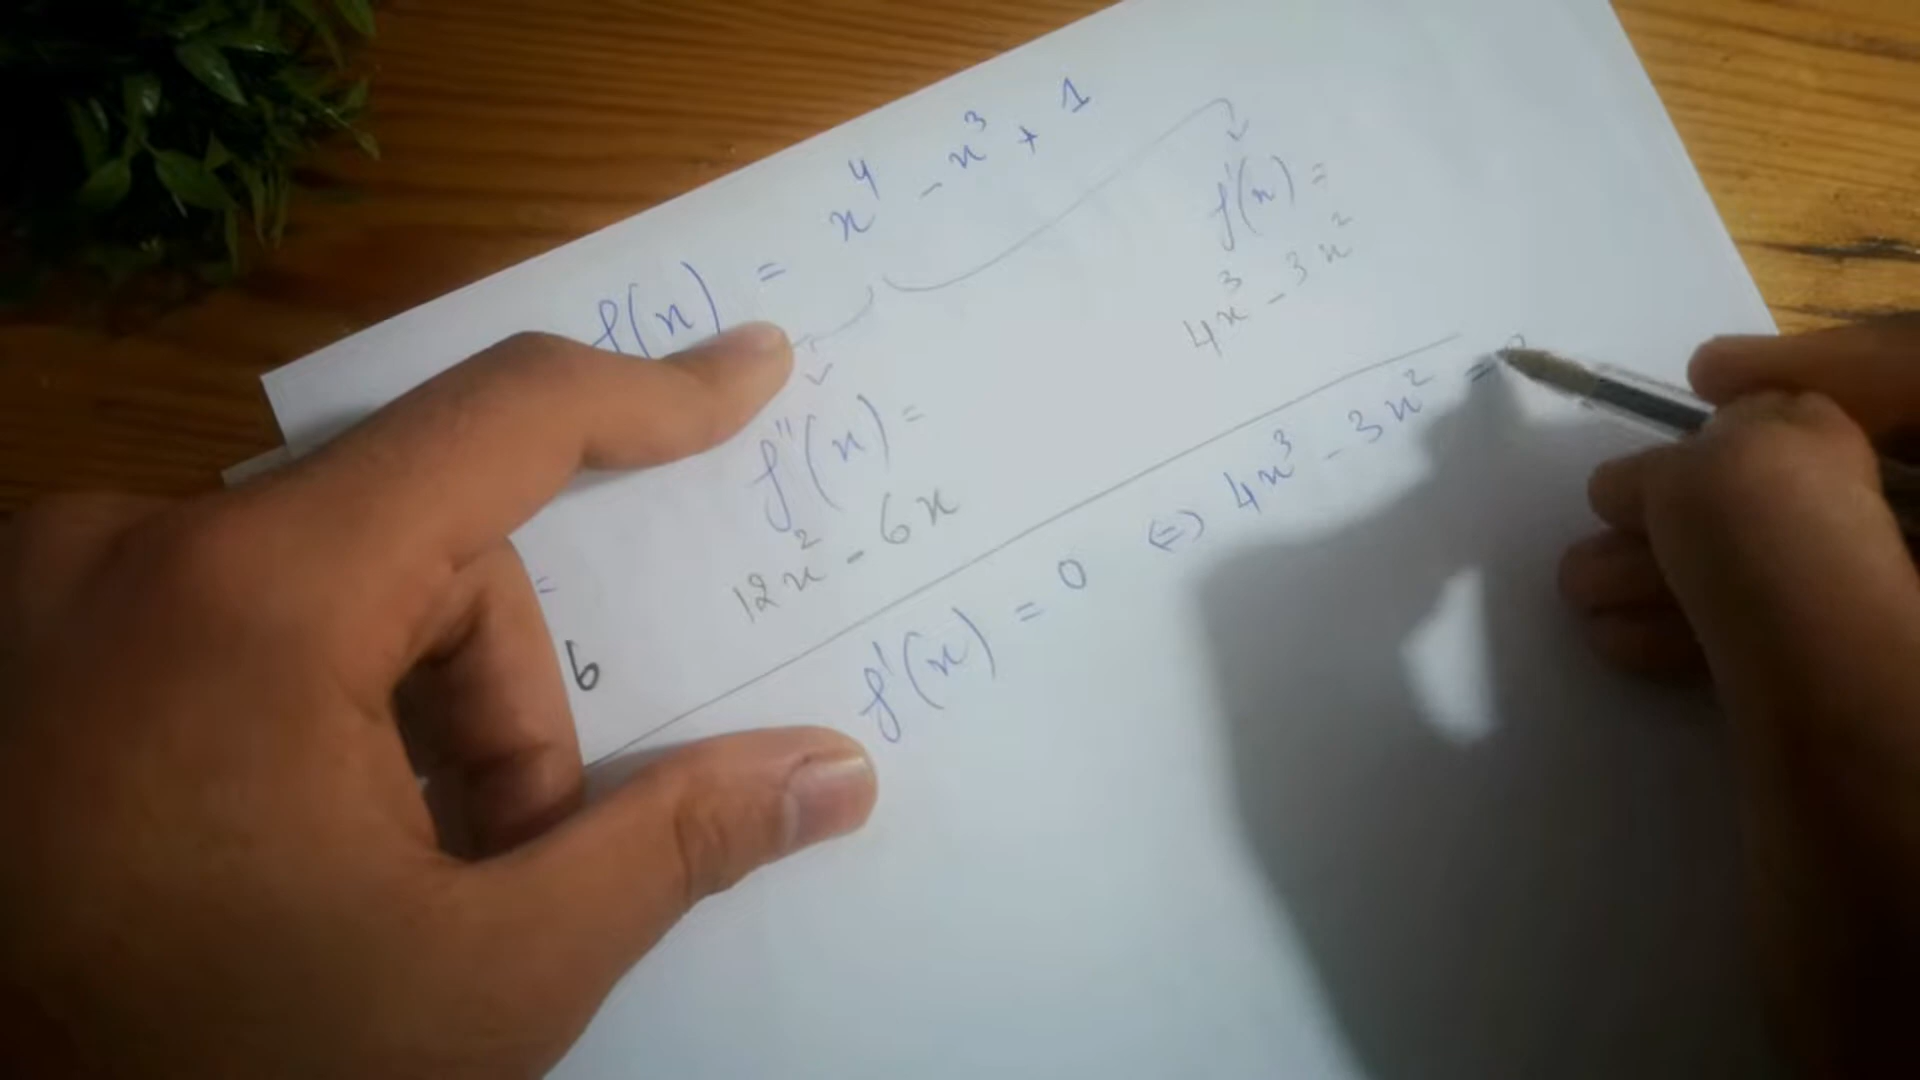 f(x) = x⁴ - x³ + 1
f'(x) =
4x³ - 3x²
f''(x) =
12x² - 6x
=
6
f'(x) = 0 ⇔ 4x³ - 3x² = 0